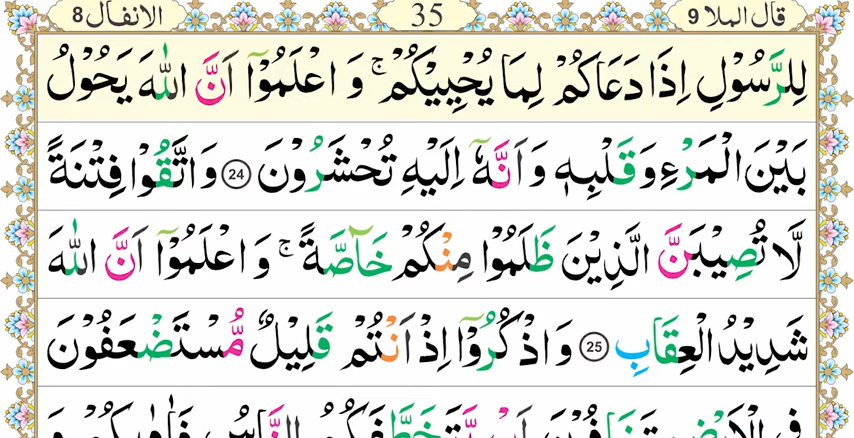 قال الملا 9 35 الانفال 8
لِلرَّسُوْلِ اِذَا دَعَاكُمْ لِمَا يُحْيِيْكُمْ ۚ وَ اعْلَمُوْۤا اَنَّ اللّٰهَ يَحُوْلُ
بَيْنَ الْمَرْءِ وَ قَلْبِهٖ وَ اَنَّهٗۤ اِلَيْهِ تُحْشَرُوْنَ 24 وَ اتَّقُوْا فِتْنَةً
لَّا تُصِيْبَنَّ الَّذِيْنَ ظَلَمُوْا مِنْكُمْ خَآصَّةً ۚ وَ اعْلَمُوْۤا اَنَّ اللّٰهَ
شَدِيْدُ الْعِقَابِ 25 وَ اذْكُرُوْۤا اِذْ اَنْتُمْ قَلِيْلٌ مُّسْتَضْعَفُوْنَ